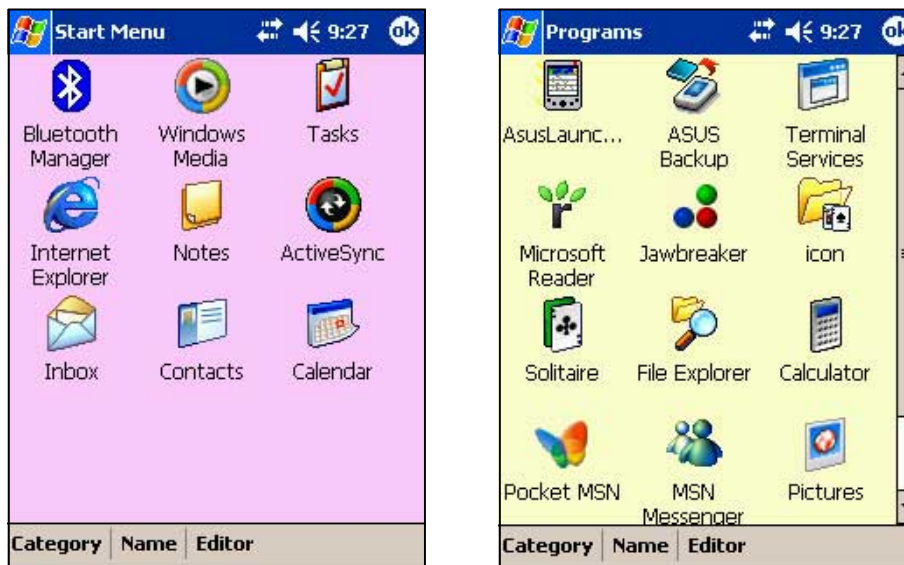 Start Menu 9:27 ok
Bluetooth Manager
Windows Media
Tasks
Internet Explorer
Notes
ActiveSync
Inbox
Contacts
Calendar
Category Name Editor
Programs 9:27 ok
AsusLaunc...
ASUS Backup
Terminal Services
Microsoft Reader
Jawbreaker
icon
Solitaire
File Explorer
Calculator
Pocket MSN
MSN Messenger
Pictures
Category Name Editor